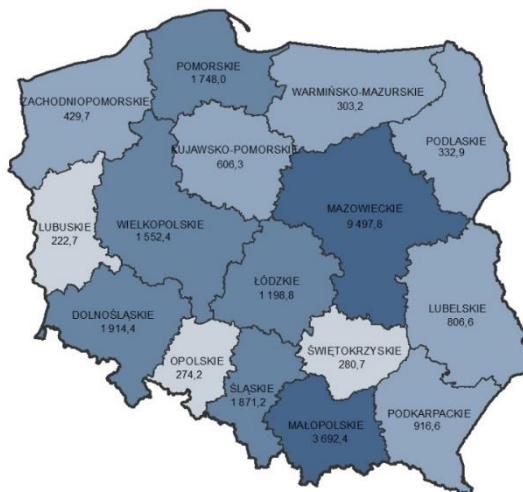 POMORSKIE
1 748,0
WARMIŃSKO-MAZURSKIE
303,2
ZACHODNIOPOMORSKIE
429,7
PODLASKIE
332,9
KUJAWSKO-POMORSKIE
606,3
MAZOWIECKIE
9 497,8
LUBUSKIE
222,7
WIELKOPOLSKIE
1 552,4
ŁÓDZKIE
1 198,8
LUBELSKIE
806,6
DOLNOŚLĄSKIE
1 914,4
OPOLSKIE
274,2
ŚWIĘTOKRZYSKIE
280,7
ŚLĄSKIE
1 871,2
MAŁOPOLSKIE
3 692,4
PODKARPACKIE
916,6